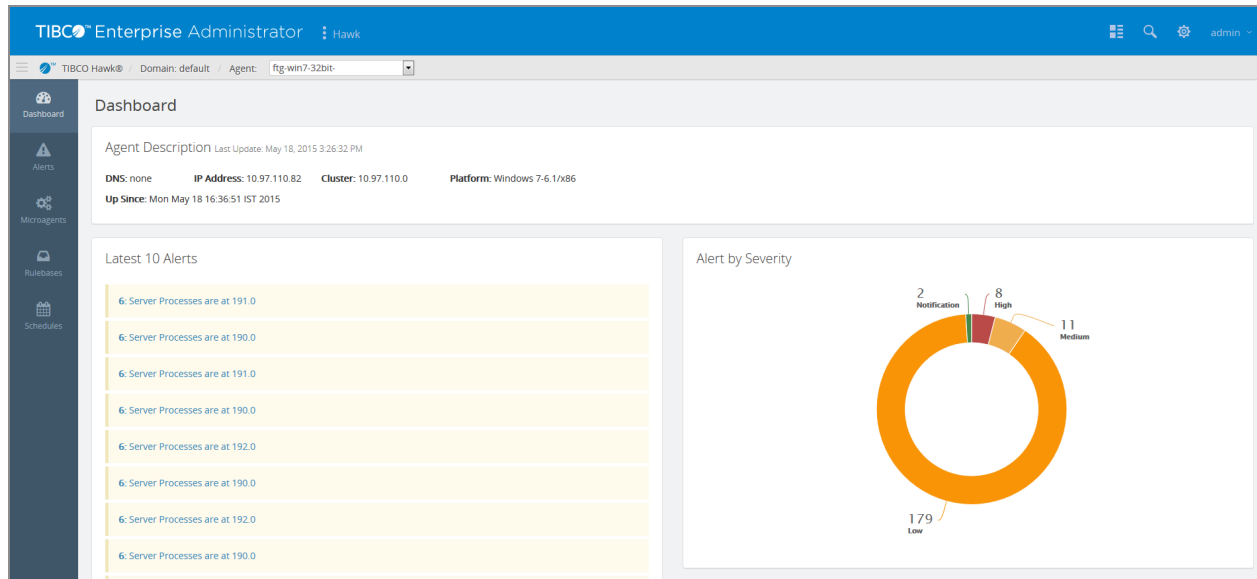 TIBCO™ Enterprise Administrator Hawk admin
™ TIBCO Hawk® / Domain: default / Agent: ftg-win7-32bit-
Dashboard
Alerts
Microagents
Rulebases
Schedules
Dashboard
Agent Description Last Update: May 18, 2015 3:26:32 PM
DNS: none IP Address: 10.97.110.82 Cluster: 10.97.110.0 Platform: Windows 7-6.1/x86
Up Since: Mon May 18 16:36:51 IST 2015
Latest 10 Alerts
6: Server Processes are at 191.0
6: Server Processes are at 190.0
6: Server Processes are at 191.0
6: Server Processes are at 190.0
6: Server Processes are at 192.0
6: Server Processes are at 190.0
6: Server Processes are at 192.0
6: Server Processes are at 190.0
Alert by Severity
2
Notification
8
High
11
Medium
179
Low